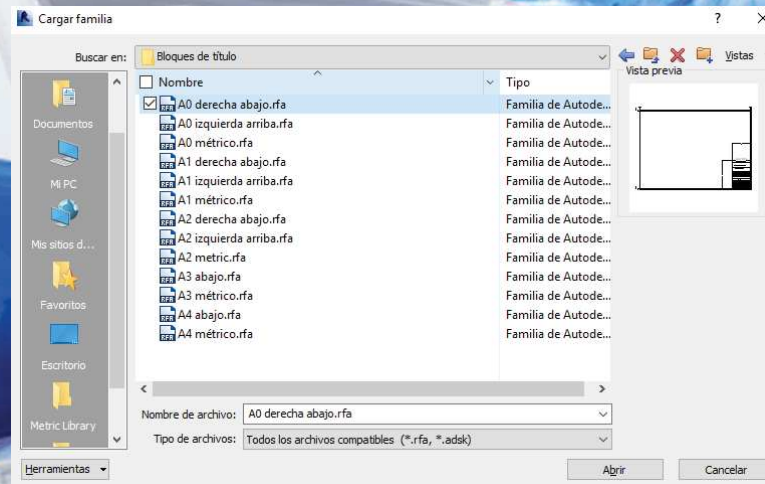 Cargar familia
Buscar en: Bloques de título Vistas
Nombre Tipo Vista previa
A0 derecha abajo.rfa Familia de Autode...
A0 izquierda arriba.rfa Familia de Autode...
A0 métrico.rfa Familia de Autode...
A1 derecha abajo.rfa Familia de Autode...
A1 izquierda arriba.rfa Familia de Autode...
A1 métrico.rfa Familia de Autode...
A2 derecha abajo.rfa Familia de Autode...
A2 izquierda arriba.rfa Familia de Autode...
A2 metric.rfa Familia de Autode...
A3 abajo.rfa Familia de Autode...
A3 métrico.rfa Familia de Autode...
A4 abajo.rfa Familia de Autode...
A4 métrico.rfa Familia de Autode...
Documentos
Mi PC
Mis sitios d...
Favoritos
Escritorio
Metric Library
Nombre de archivo: A0 derecha abajo.rfa
Tipo de archivos: Todos los archivos compatibles (*.rfa, *.adsk)
Herramientas Abrir Cancelar